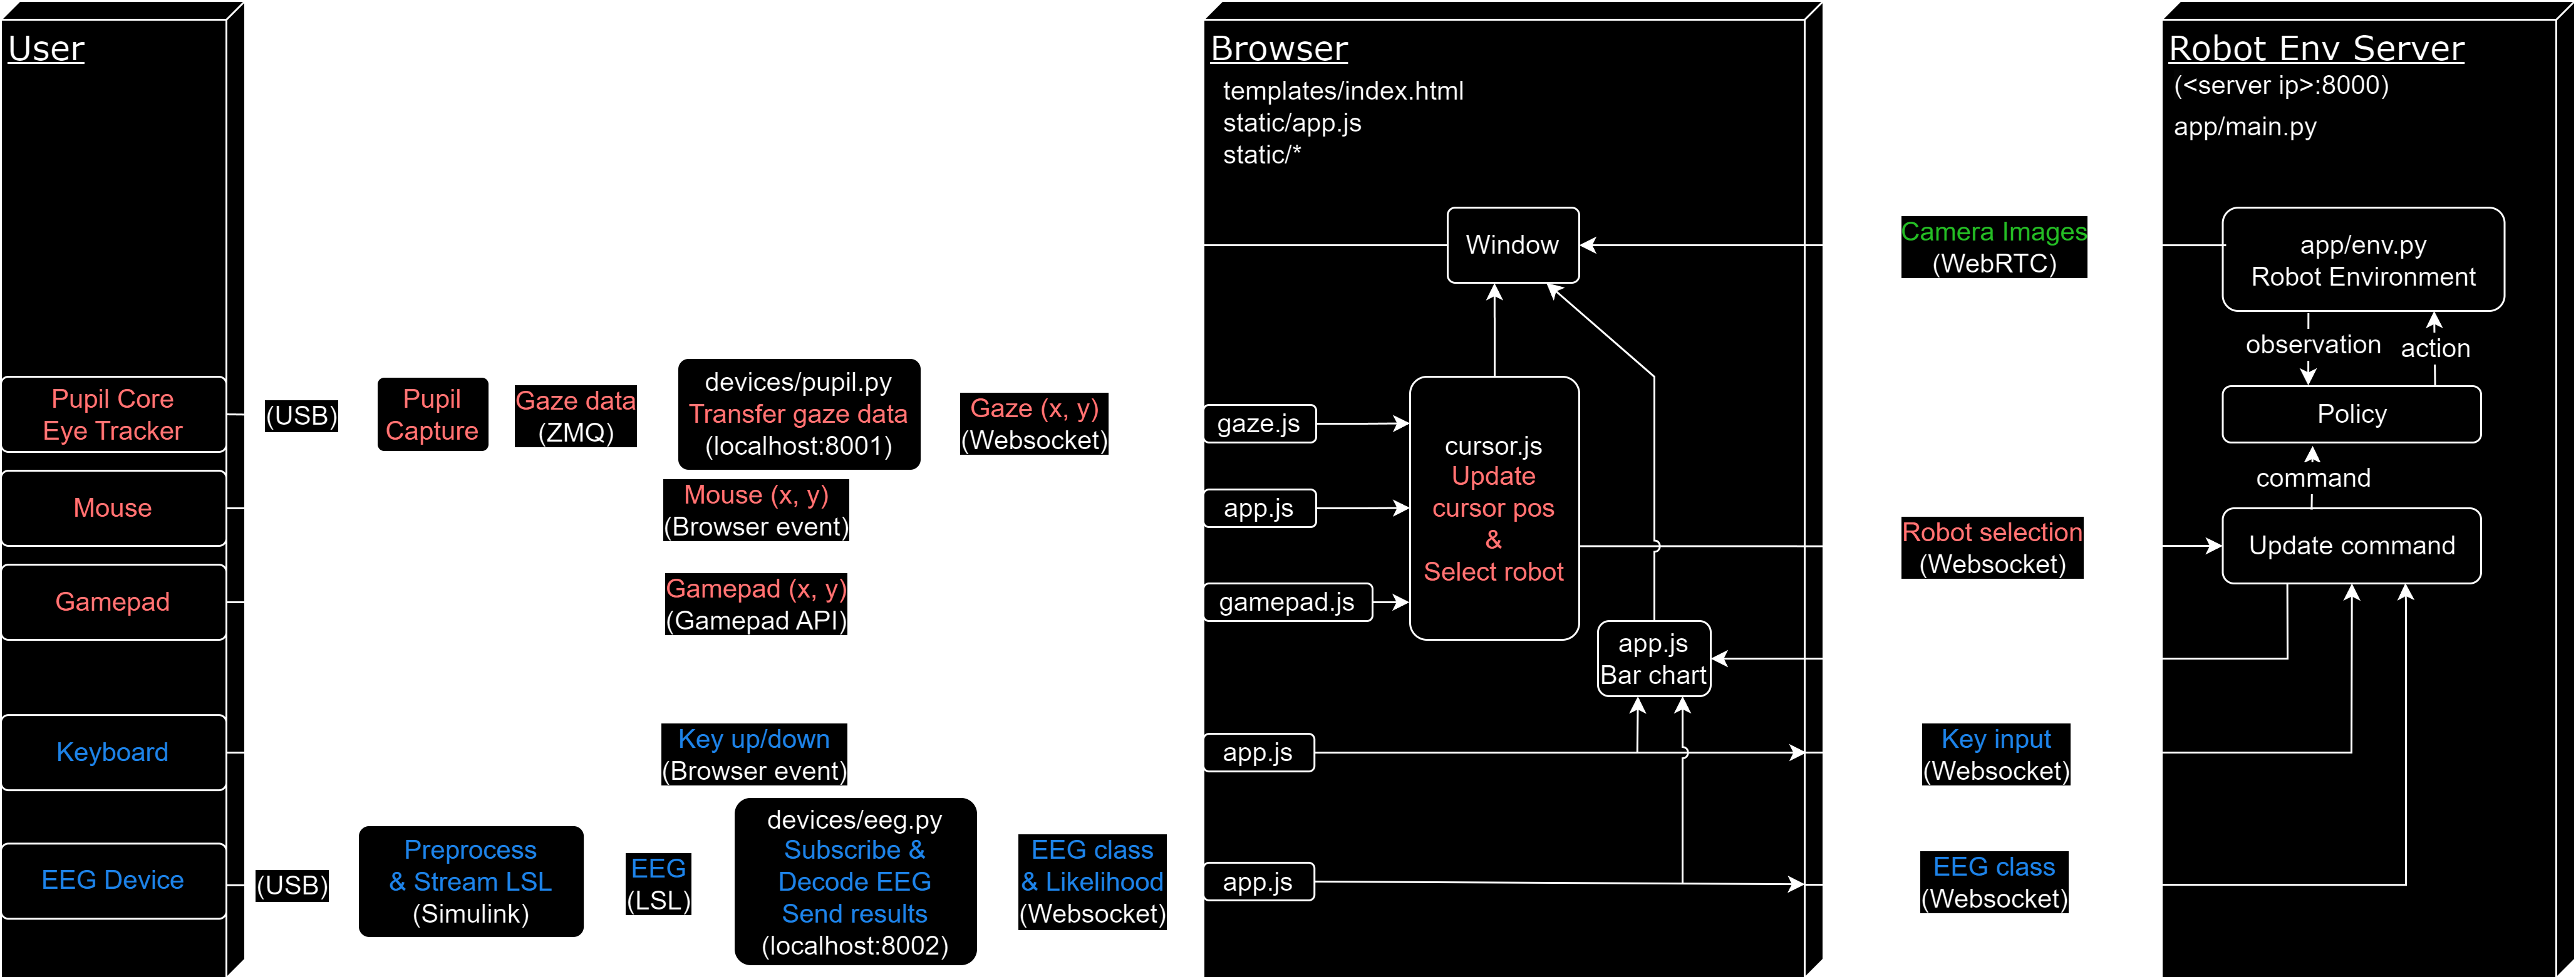 User
Pupil Core
Eye Tracker
Mouse
Gamepad
Keyboard
EEG Device
(USB)
Pupil
Capture
Gaze data
(ZMQ)
devices/pupil.py
Transfer gaze data
(localhost:8001)
Gaze (x, y)
(Websocket)
Mouse (x, y)
(Browser event)
Gamepad (x, y)
(Gamepad API)
Key up/down
(Browser event)
(USB)
Preprocess
& Stream LSL
(Simulink)
EEG
(LSL)
devices/eeg.py
Subscribe &
Decode EEG
Send results
(localhost:8002)
EEG class
& Likelihood
(Websocket)
Browser
templates/index.html
static/app.js
static/*
Window
gaze.js
app.js
gamepad.js
cursor.js
Update
cursor pos
&
Select robot
app.js
Bar chart
app.js
app.js
Camera Images
(WebRTC)
Robot selection
(Websocket)
Key input
(Websocket)
EEG class
(Websocket)
Robot Env Server
(<server ip>:8000)
app/main.py
app/env.py
Robot Environment
observation
action
Policy
command
Update command